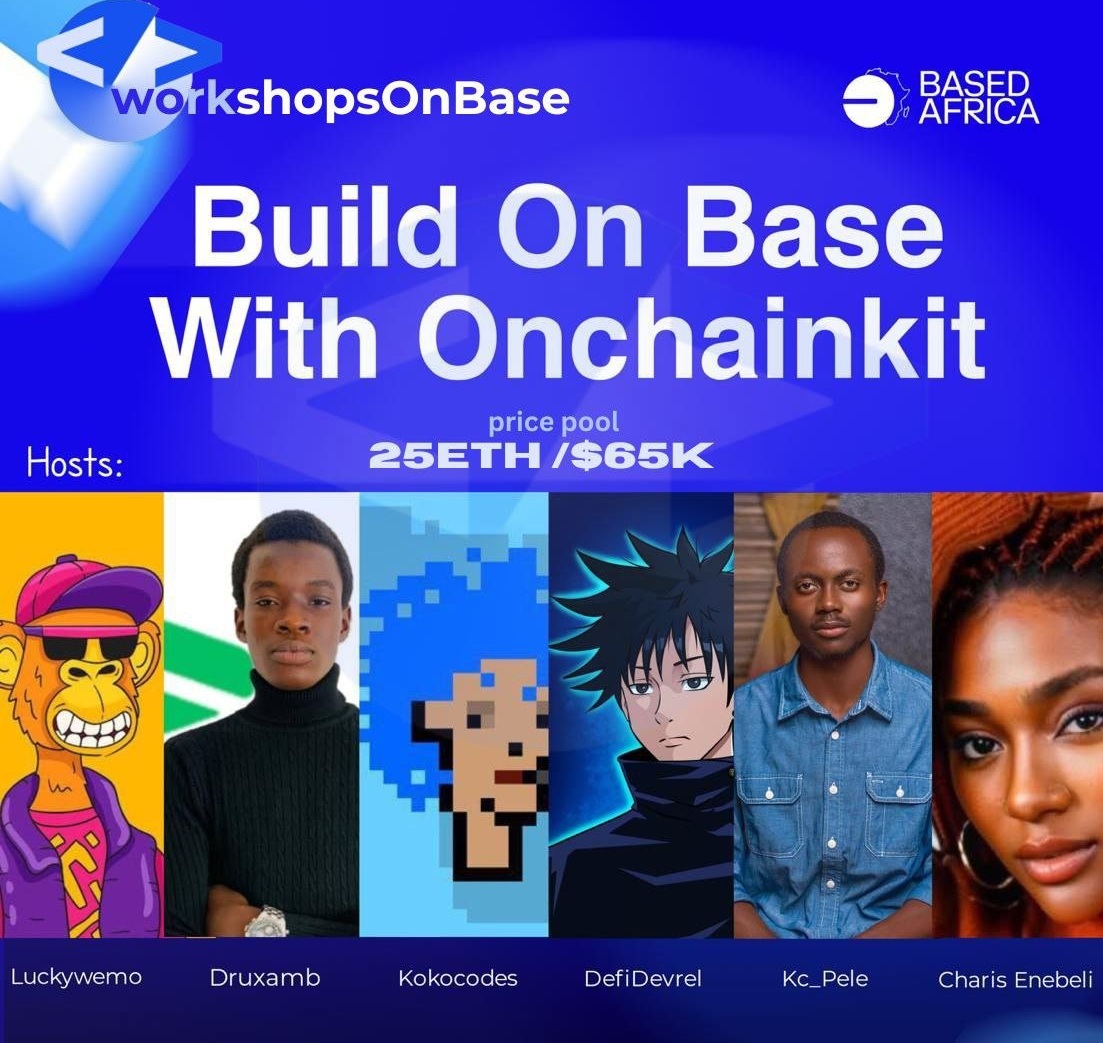 workshopsOnBase
BASED
AFRICA
Build On Base
With Onchainkit
price pool
25ETH /$65K
Hosts:
Luckywemo
Druxamb
Kokocodes
DefiDevrel
Kc_Pele
Charis Enebeli